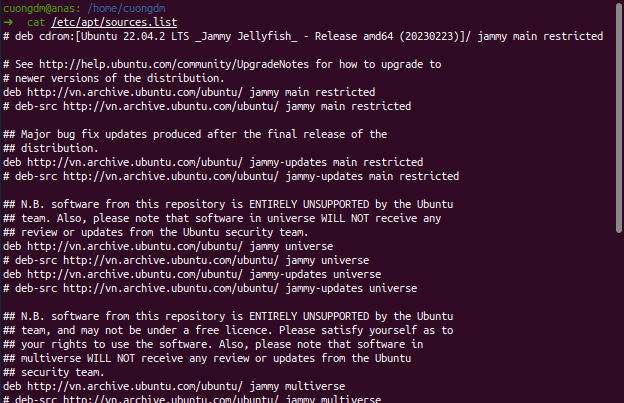 cuongdm@anas: /home/cuongdm
➜ cat /etc/apt/sources.list
# deb cdrom:[Ubuntu 22.04.2 LTS _Jammy Jellyfish_ - Release amd64 (20230223)]/ jammy main restricted
# See http://help.ubuntu.com/community/UpgradeNotes for how to upgrade to
# newer versions of the distribution.
deb http://vn.archive.ubuntu.com/ubuntu/ jammy main restricted
# deb-src http://vn.archive.ubuntu.com/ubuntu/ jammy main restricted
## Major bug fix updates produced after the final release of the
## distribution.
deb http://vn.archive.ubuntu.com/ubuntu/ jammy-updates main restricted
# deb-src http://vn.archive.ubuntu.com/ubuntu/ jammy-updates main restricted
## N.B. software from this repository is ENTIRELY UNSUPPORTED by the Ubuntu
## team. Also, please note that software in universe WILL NOT receive any
## review or updates from the Ubuntu security team.
deb http://vn.archive.ubuntu.com/ubuntu/ jammy universe
# deb-src http://vn.archive.ubuntu.com/ubuntu/ jammy universe
deb http://vn.archive.ubuntu.com/ubuntu/ jammy-updates universe
# deb-src http://vn.archive.ubuntu.com/ubuntu/ jammy-updates universe
## N.B. software from this repository is ENTIRELY UNSUPPORTED by the Ubuntu
## team, and may not be under a free licence. Please satisfy yourself as to
## your rights to use the software. Also, please note that software in
## multiverse WILL NOT receive any review or updates from the Ubuntu
## security team.
deb http://vn.archive.ubuntu.com/ubuntu/ jammy multiverse
# deb-src http://vn.archive.ubuntu.com/ubuntu/ jammy multiverse